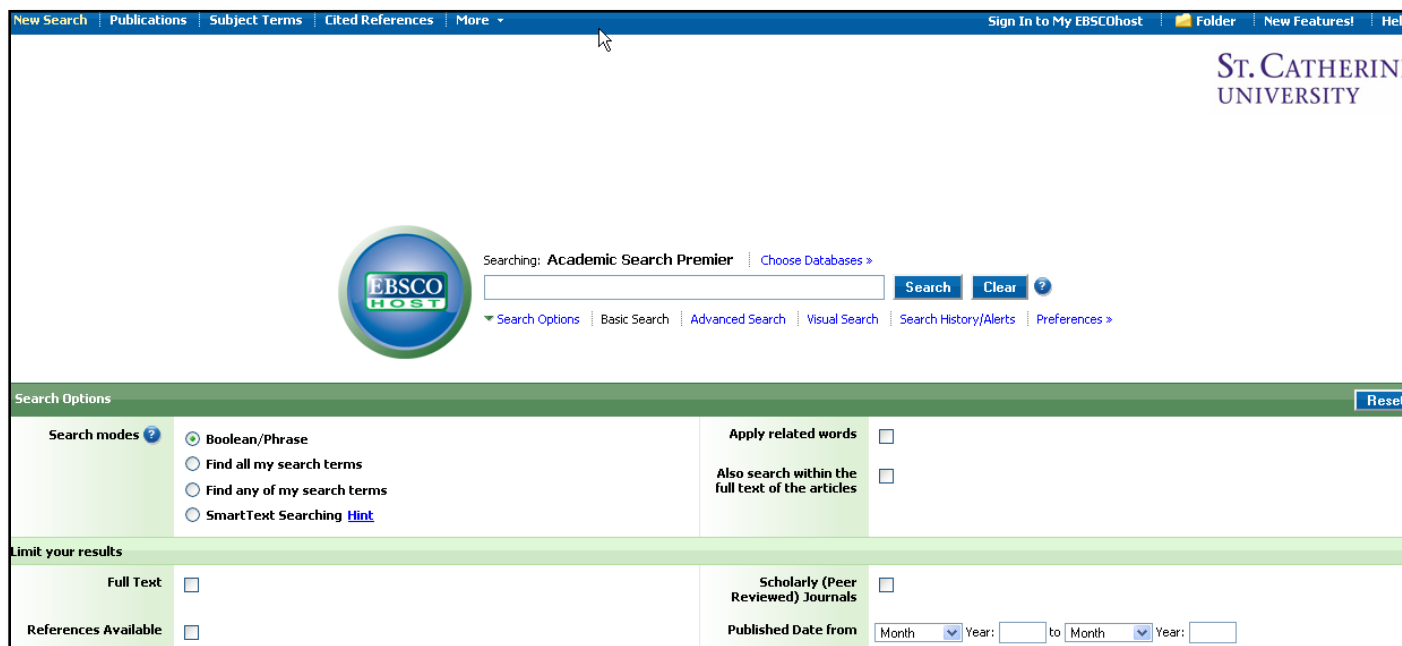 New Search Publications Subject Terms Cited References More Sign In to My EBSCOhost Folder New Features! Hel
ST. CATHERIN
UNIVERSITY
Searching: Academic Search Premier Choose Databases »
EBSCO
HOST
Search Clear ?
Search Options Basic Search Advanced Search Visual Search Search History/Alerts Preferences »
Search Options Reset
Search modes ? Boolean/Phrase
Find all my search terms
Find any of my search terms
SmartText Searching Hint
Apply related words
Also search within the
full text of the articles
Limit your results
Full Text
Scholarly (Peer
Reviewed) Journals
References Available
Published Date from Month Year: to Month Year: